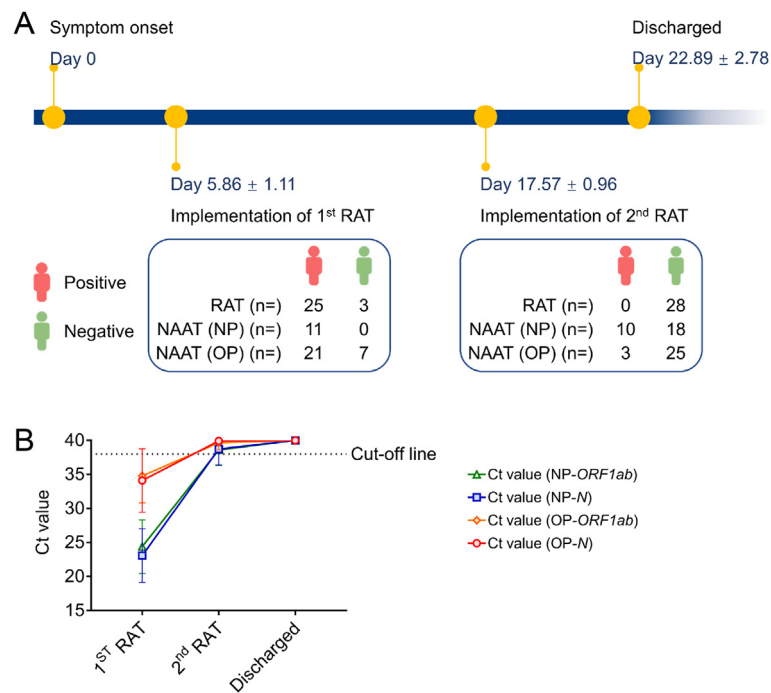 A
Symptom onset
Day 0
Discharged
Day 22.89 ± 2.78
Day 5.86 ± 1.11
Implementation of 1st RAT
Day 17.57 ± 0.96
Implementation of 2nd RAT
Positive
Negative
RAT (n=) 25 3
NAAT (NP) (n=) 11 0
NAAT (OP) (n=) 21 7
RAT (n=) 0 28
NAAT (NP) (n=) 10 18
NAAT (OP) (n=) 3 25
B
Ct value
40
35
30
25
20
15
Cut-off line
1ST RAT
2nd RAT
Discharged
Ct value (NP-ORF1ab)
Ct value (NP-N)
Ct value (OP-ORF1ab)
Ct value (OP-N)